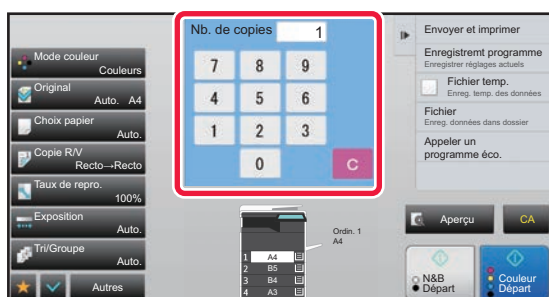 Nb. de copies 1
7 8 9
4 5 6
1 2 3
0 C
Mode couleur
Couleurs
Original
Auto. A4
Choix papier
Auto.
Copie R/V
Recto→Recto
Taux de repro.
100%
Exposition
Auto.
Tri/Groupe
Auto.
Autres
Ordin. 1
A4
1 A4
2 B5
3 B4
4 A3
Envoyer et imprimer
Enregistremt programme
Enregistrer réglages actuels
Fichier temp.
Enreg. temp. des données
Fichier
Enreg. données dans dossier
Appeler un
programme éco.
Aperçu
CA
N&B
Départ
Couleur
Départ